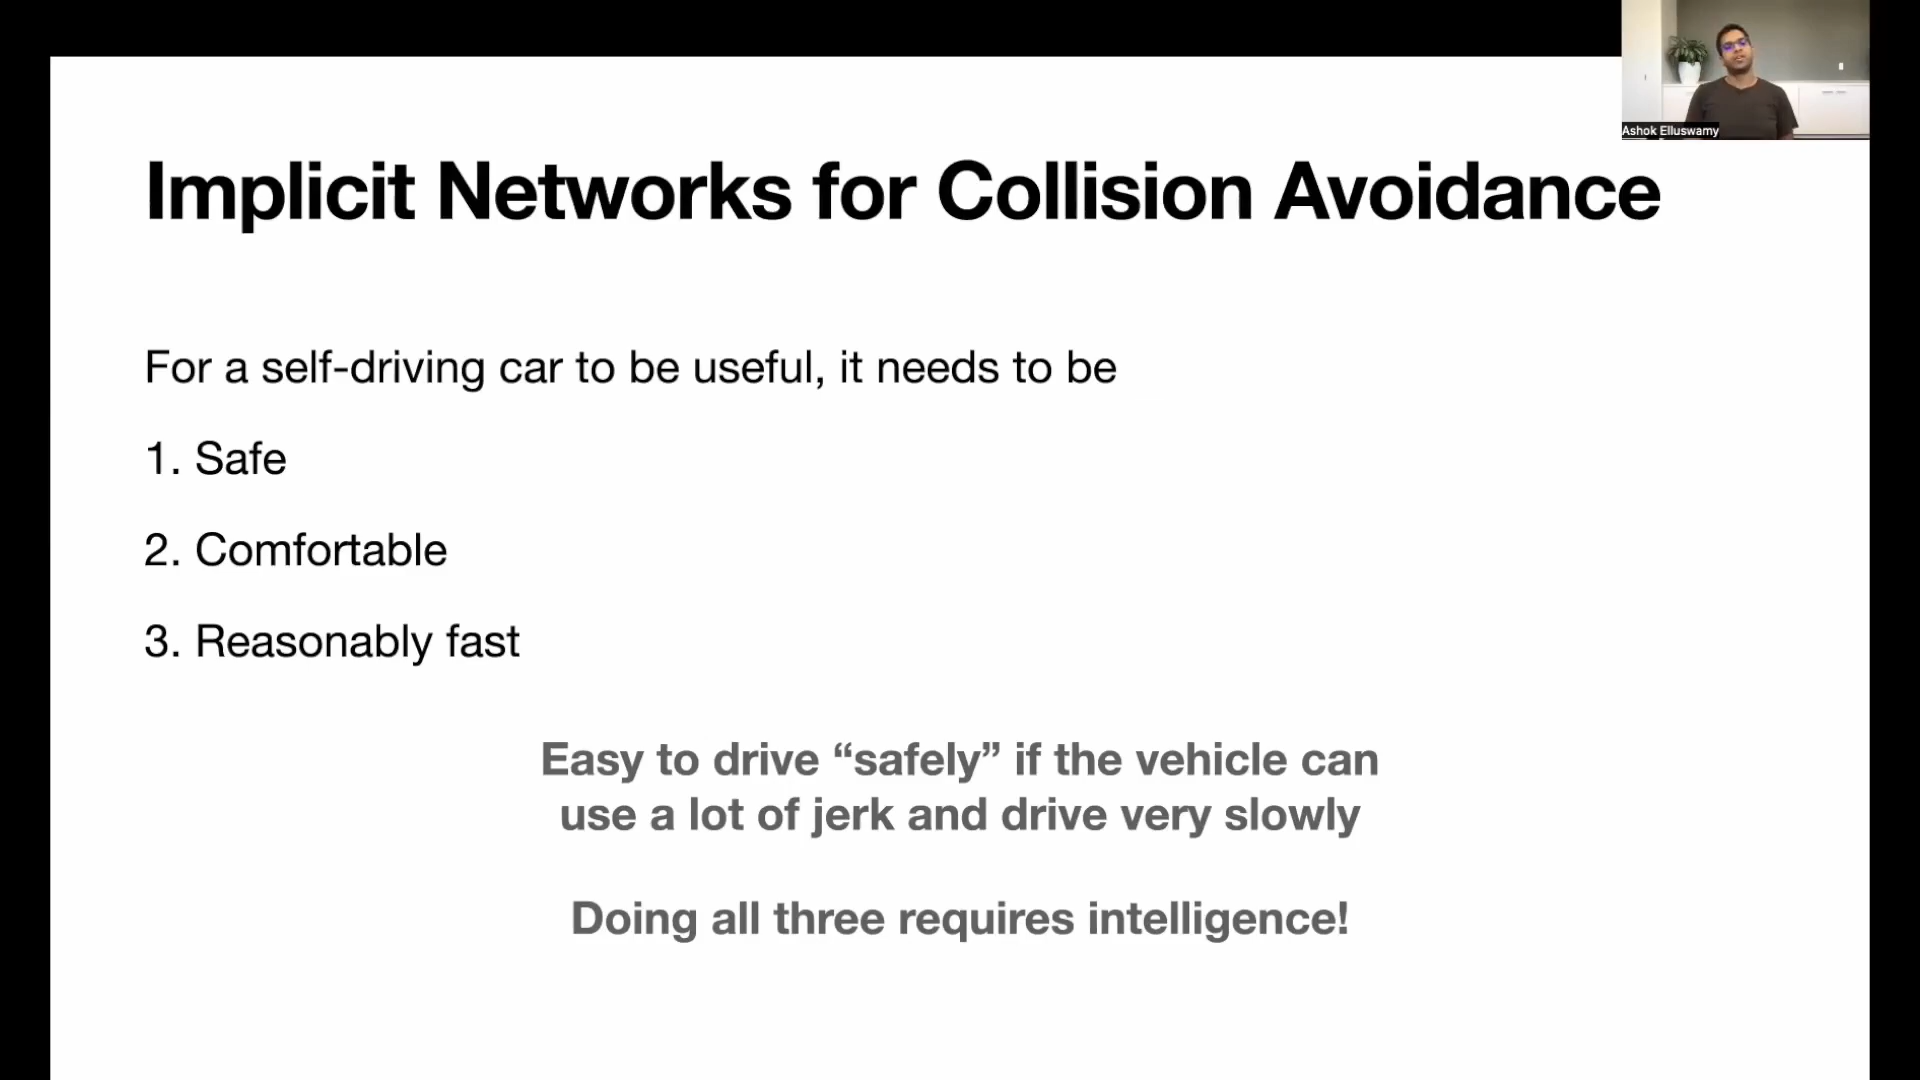 Ashok Elluswamy
Implicit Networks for Collision Avoidance
For a self-driving car to be useful, it needs to be
1. Safe
2. Comfortable
3. Reasonably fast
Easy to drive “safely” if the vehicle can
use a lot of jerk and drive very slowly
Doing all three requires intelligence!